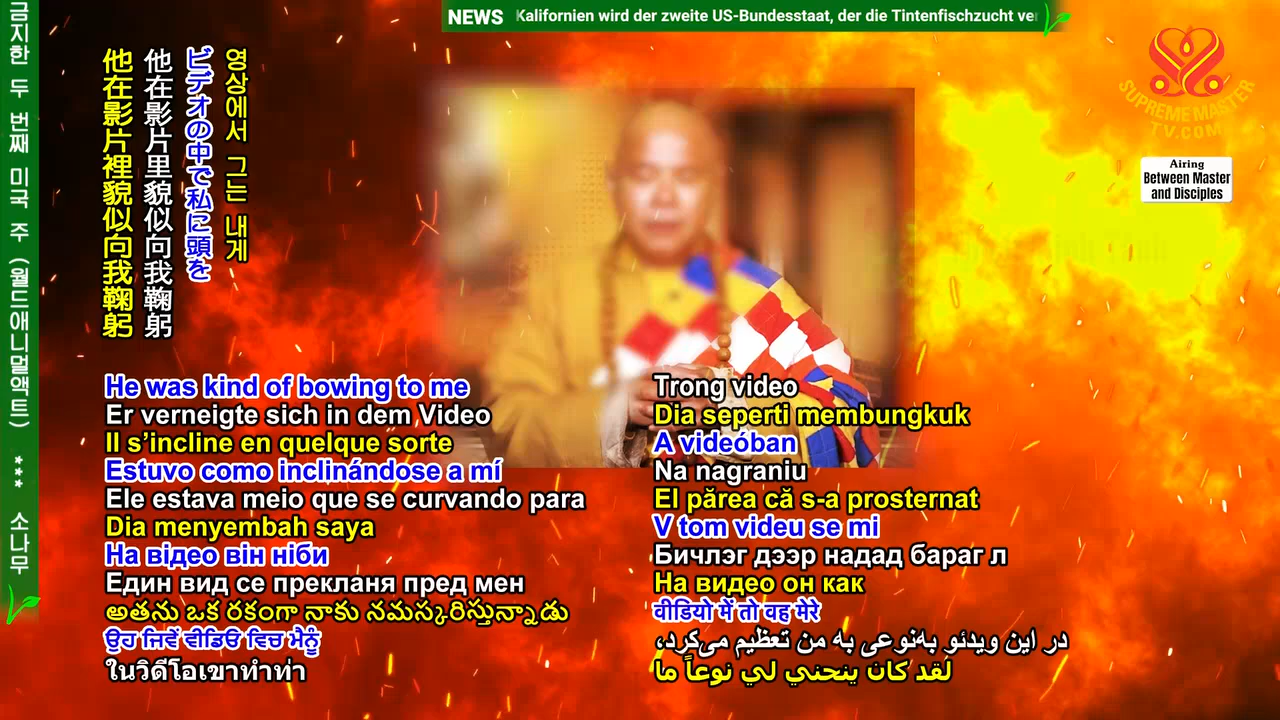 NEWS Kalifornien wird der zweite US-Bundesstaat, der die Tintenfischzucht
금지한 두 번째 미국 주 (월드애니멀액트) *** 소나무
SUPREME MASTER
TV.COM
Airing
Between Master
and Disciples
영상에서 그는 내게
ビデオの中で私に頭を
他在影片里貌似向我鞠躬
他在影片裡貌似向我鞠躬
He was kind of bowing to me
Er verneigte sich in dem Video
Il s’incline en quelque sorte
Estuvo como inclinándose a mí
Ele estava meio que se curvando para
Dia menyembah saya
На відео він ніби
Един вид се прекланя пред мен
అతను ఒక రకంగా నాకు నమస్కరిస్తున్నాడు
ਉਹ ਜਿਵੇਂ ਵੀਡਿਓ ਵਿਚ ਮੈਨੂੰ
ในวิดีโอเขาทำท่า
Trong video
Dia seperti membungkuk
A videóban
Na nagraniu
El părea că s-a prosternat
V tom videu se mi
Бичлэг дээр надад бараг л
На видео он как
वीडियो में तो वह मेरे
در این ویدئو به‌نوعی به من تعظیم می‌کرد،
لقد كان ينحني لي نوعاً ما